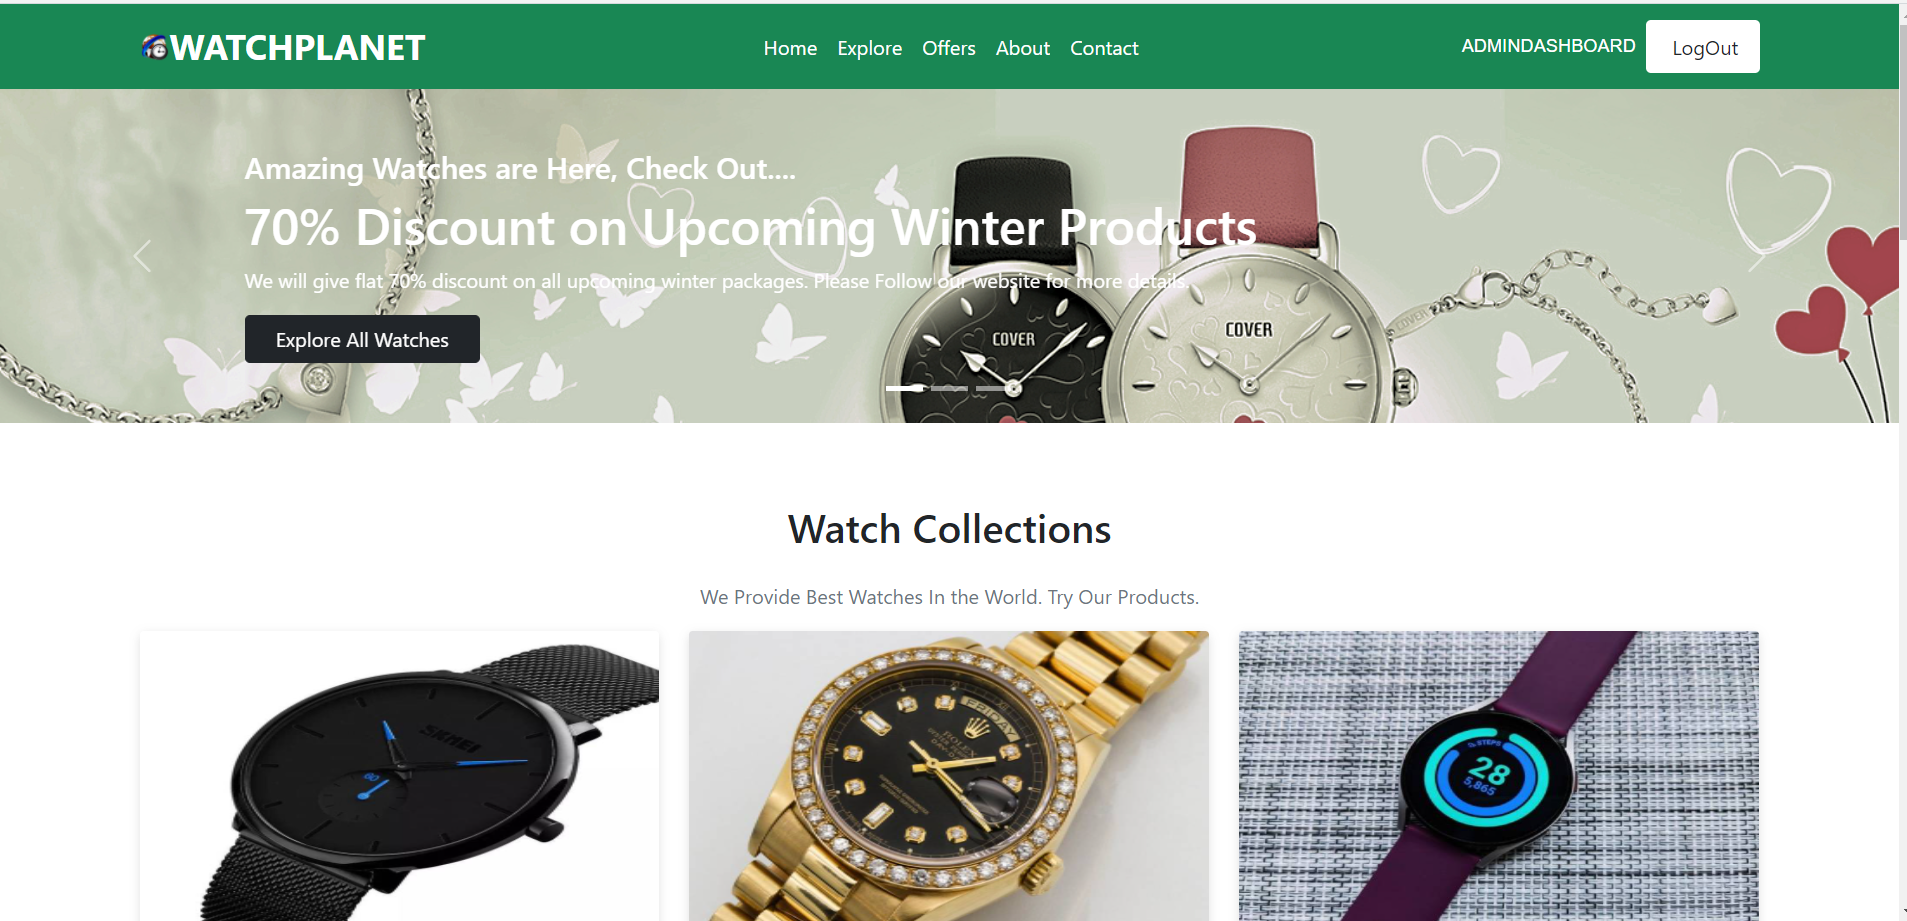 WATCHPLANET
Home Explore Offers About Contact
ADMINDASHBOARD
LogOut
Amazing Watches are Here, Check Out....
70% Discount on Upcoming Winter Products
We will give flat 70% discount on all upcoming winter packages. Please Follow our website for more details.
Explore All Watches
COVER
COVER
COVER
Watch Collections
We Provide Best Watches In the World. Try Our Products.
SKMEI
60
FRIDAY
ROLEX
STEPS
28
5,865